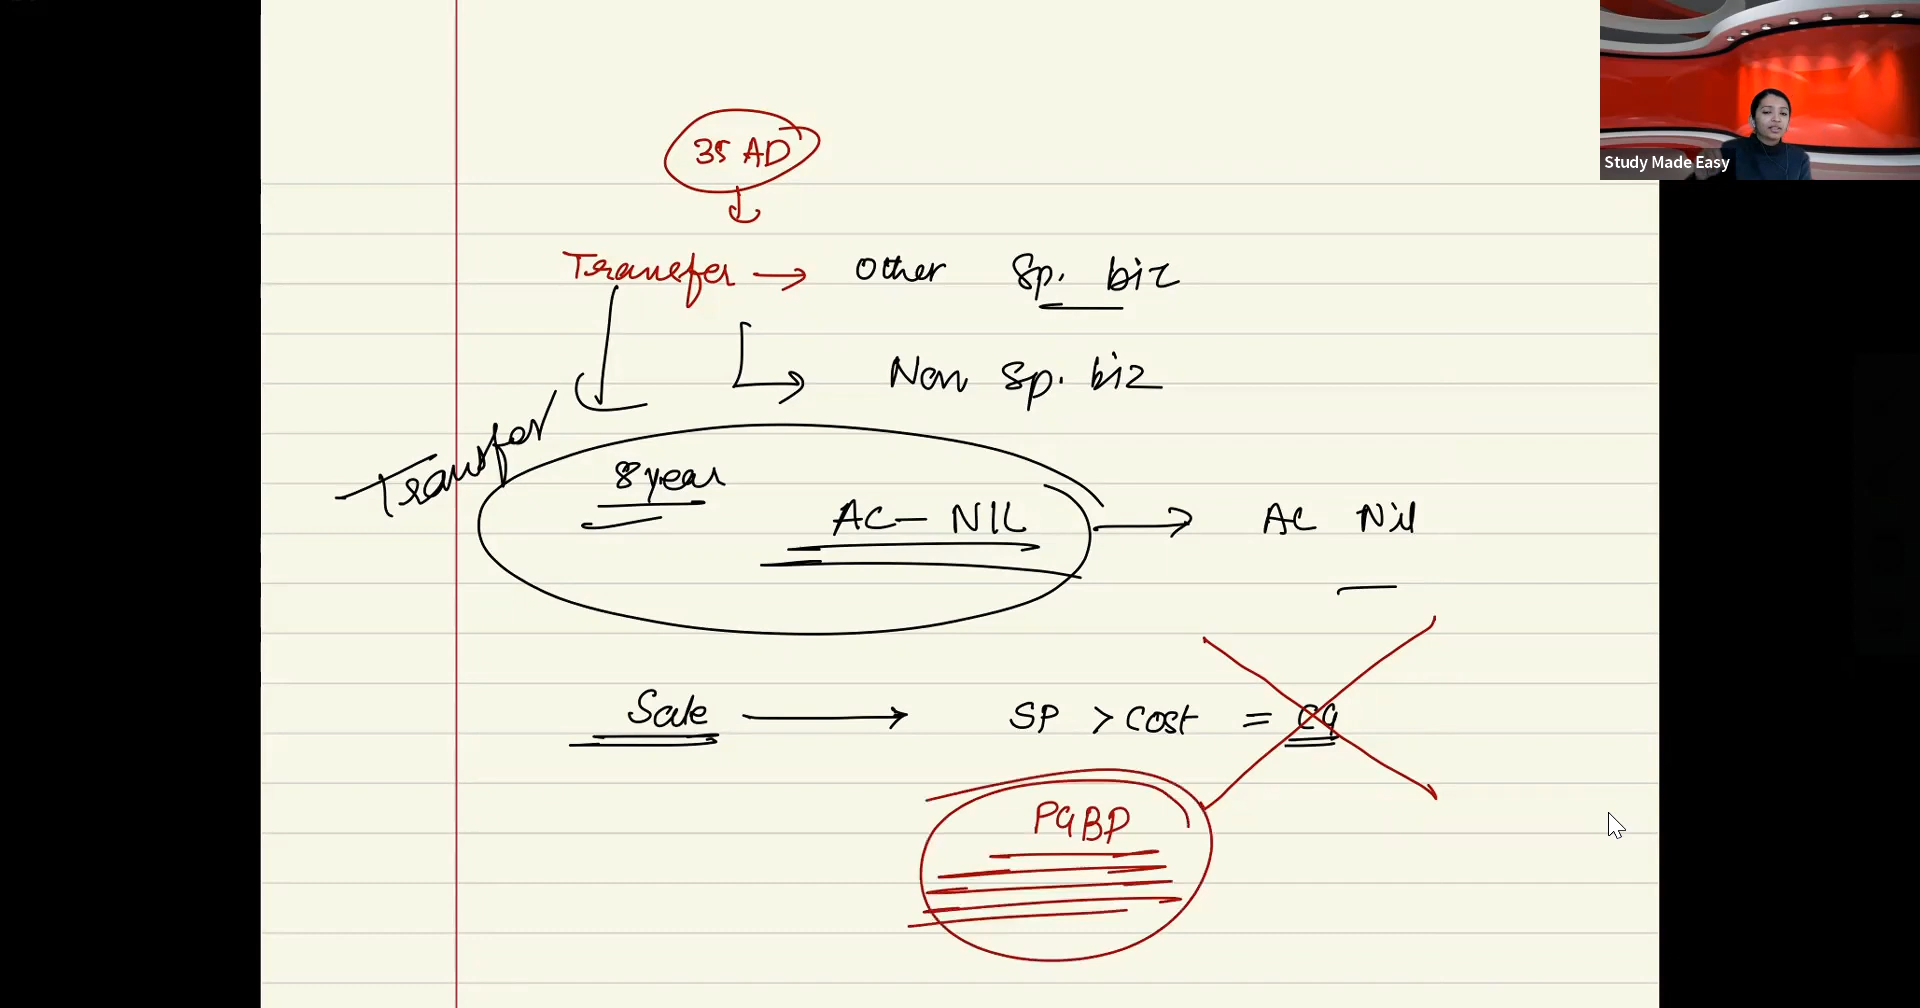 Study Made Easy
35 AD
Transfer → Other Sp. biz
Non Sp. biz
Transfer
8 year
AC - NIL → AC Nil
Sale → SP > Cost = CG
PGBP